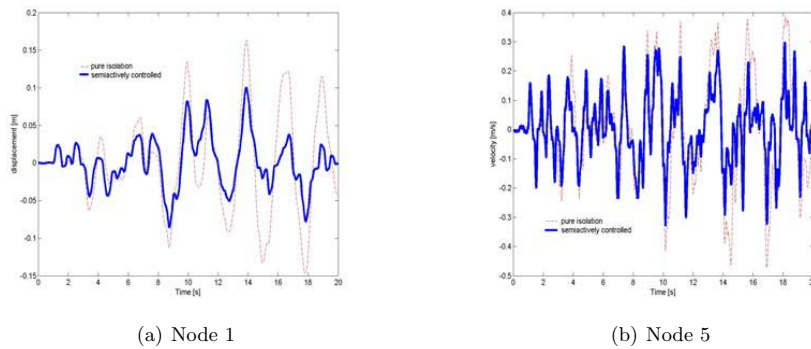 0.2
0.15
0.1
0.05
0
-0.05
-0.1
-0.15
displacement [m]
pure isolation
semiactively controlled
0 2 4 6 8 10 12 14 16 18 20
Time [s]
(a) Node 1
0.4
0.3
0.2
0.1
0
-0.1
-0.2
-0.3
-0.4
-0.5
velocity [m/s]
pure isolation
semiactively controlled
0 2 4 6 8 10 12 14 16 18 20
Time [s]
(b) Node 5